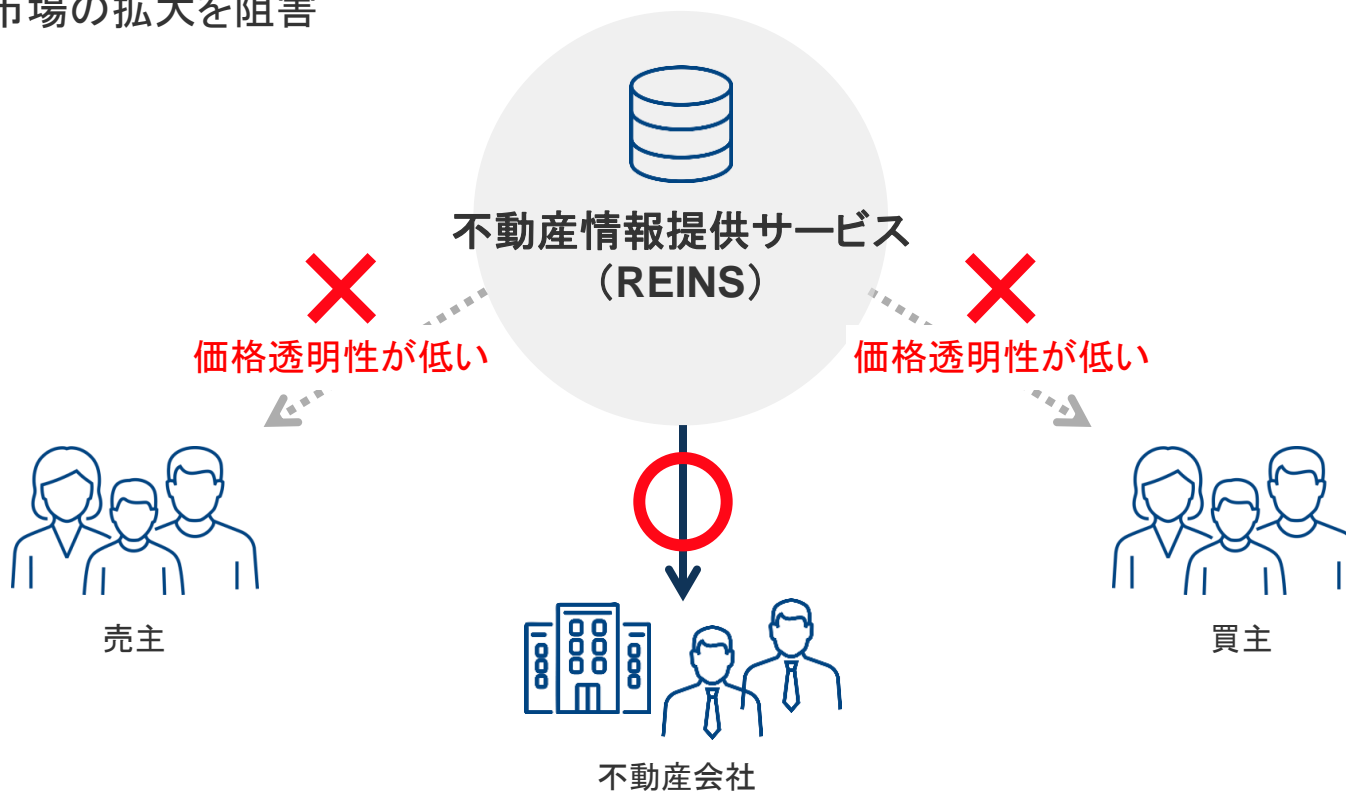 市場の拡大を阻害
不動産情報提供サービス
（REINS）
価格透明性が低い
価格透明性が低い
売主
買主
不動産会社